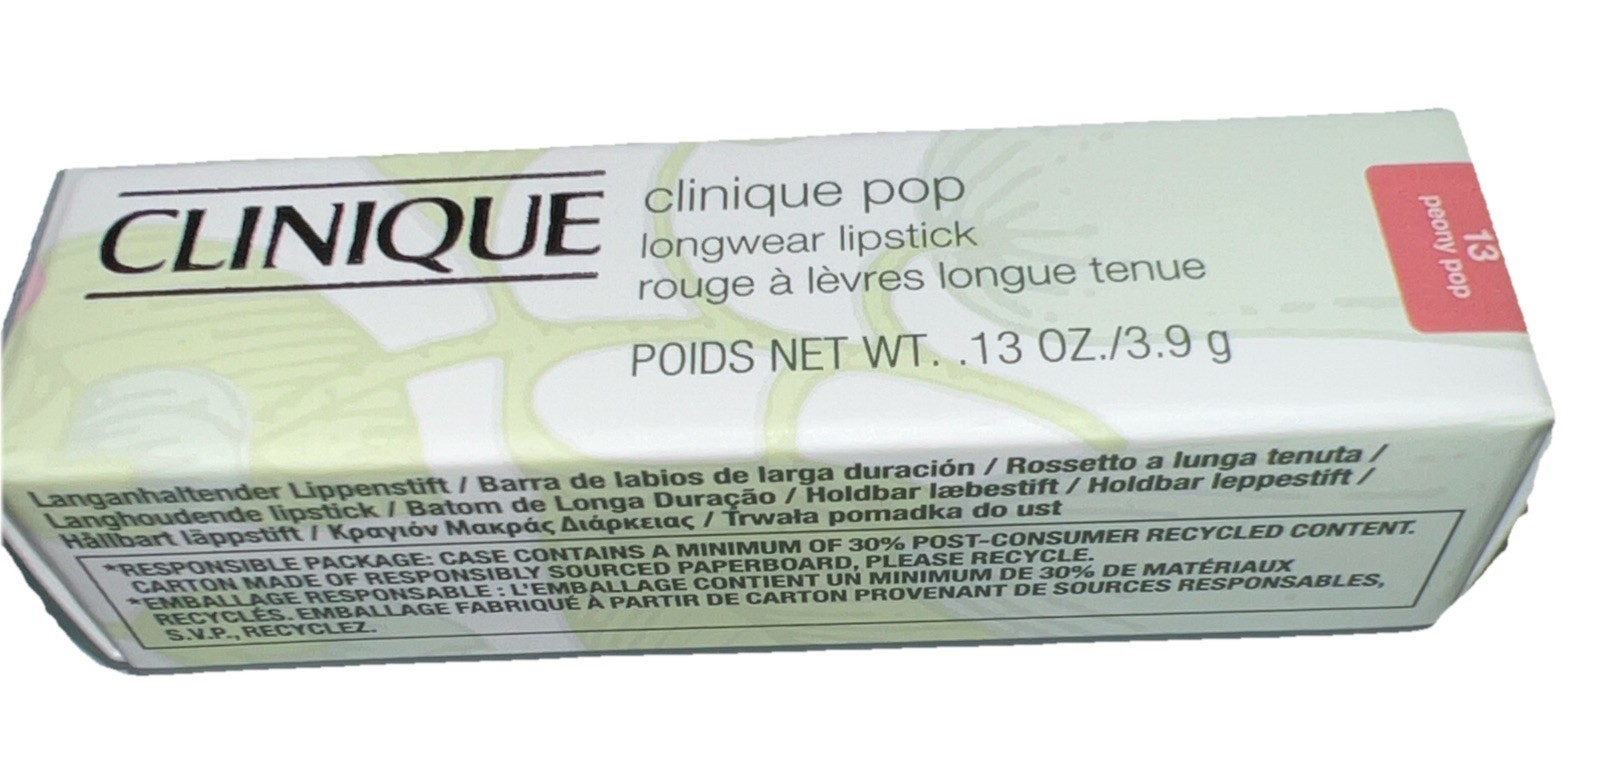 CLINIQUE
clinique pop
longwear lipstick
rouge à lèvres longue tenue
POIDS NET WT. .13 OZ./3.9 g
13
peony pop
Langanhaltender Lippenstift / Barra de labios de larga duración / Rossetto a lunga tenuta /
Langhoudende lipstick / Batom de Longa Duração / Holdbar læbestift / Holdbar leppestift /
Hållbart läppstift / Κραγιόν Μακράς Διάρκειας / Trwała pomadka do ust
*RESPONSIBLE PACKAGE: CASE CONTAINS A MINIMUM OF 30% POST-CONSUMER RECYCLED CONTENT.
CARTON MADE OF RESPONSIBLY SOURCED PAPERBOARD, PLEASE RECYCLE.
*EMBALLAGE RESPONSABLE : L'EMBALLAGE CONTIENT UN MINIMUM DE 30% DE MATÉRIAUX
RECYCLÉS. EMBALLAGE FABRIQUÉ À PARTIR DE CARTON PROVENANT DE SOURCES RESPONSABLES,
S.V.P., RECYCLEZ.